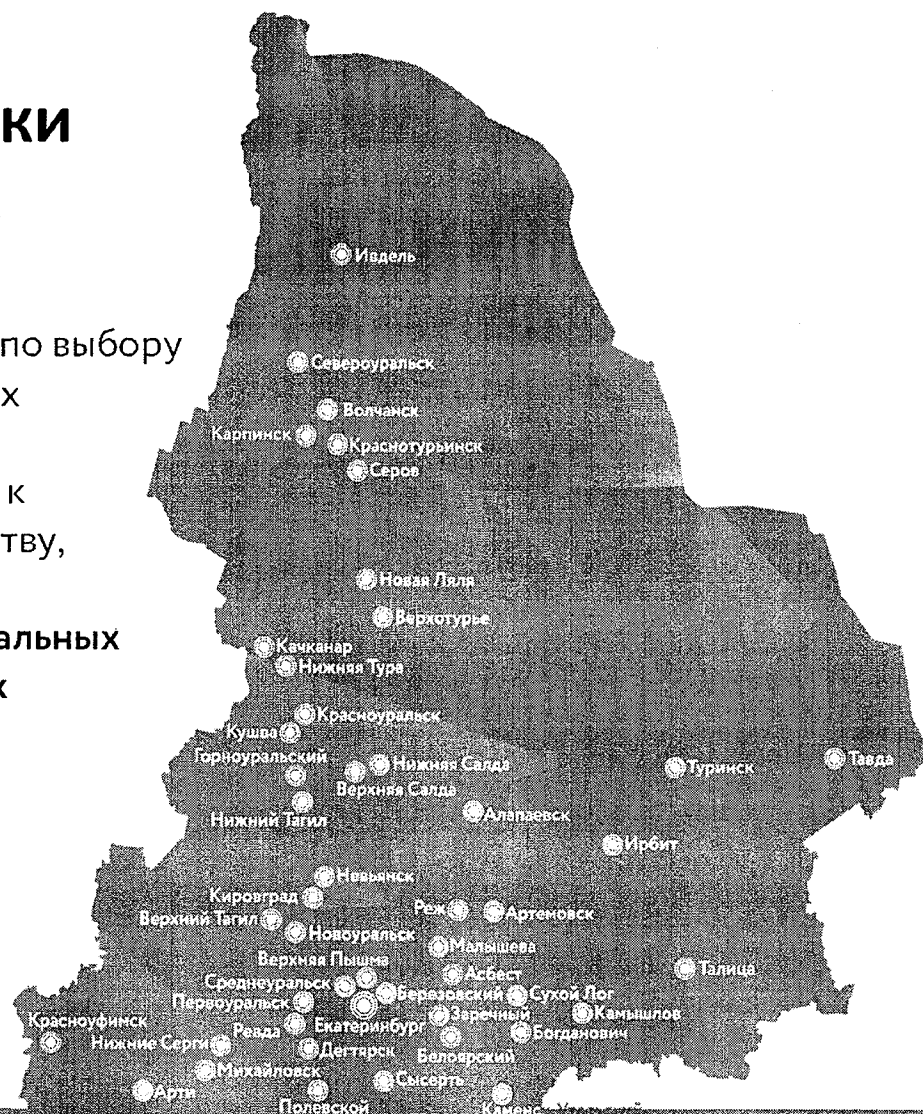 ки
по выбору
х
к
тву,
альных
х
Ивдель
Североуральск
Волчанск
Карпинск
Краснотурьинск
Серов
Новая Ляля
Верхотурье
Качканар
Нижняя Тура
Красноуральск
Кушва
Горноуральский
Нижняя Салда
Верхняя Салда
Туринск
Тавда
Нижний Тагил
Алапаевск
Ирбит
Невьянск
Кировград
Реж
Артемовск
Верхний Тагил
Новоуральск
Малышева
Верхняя Пышма
Талица
Асбест
Среднеуральск
Березовский
Сухой Лог
Первоуральск
Заречный
Камышлов
Красноуфимск
Ревда
Екатеринбург
Богданович
Нижние Серги
Дегтярск
Белоярский
Михайловск
Сысерть
Арти
Полевской